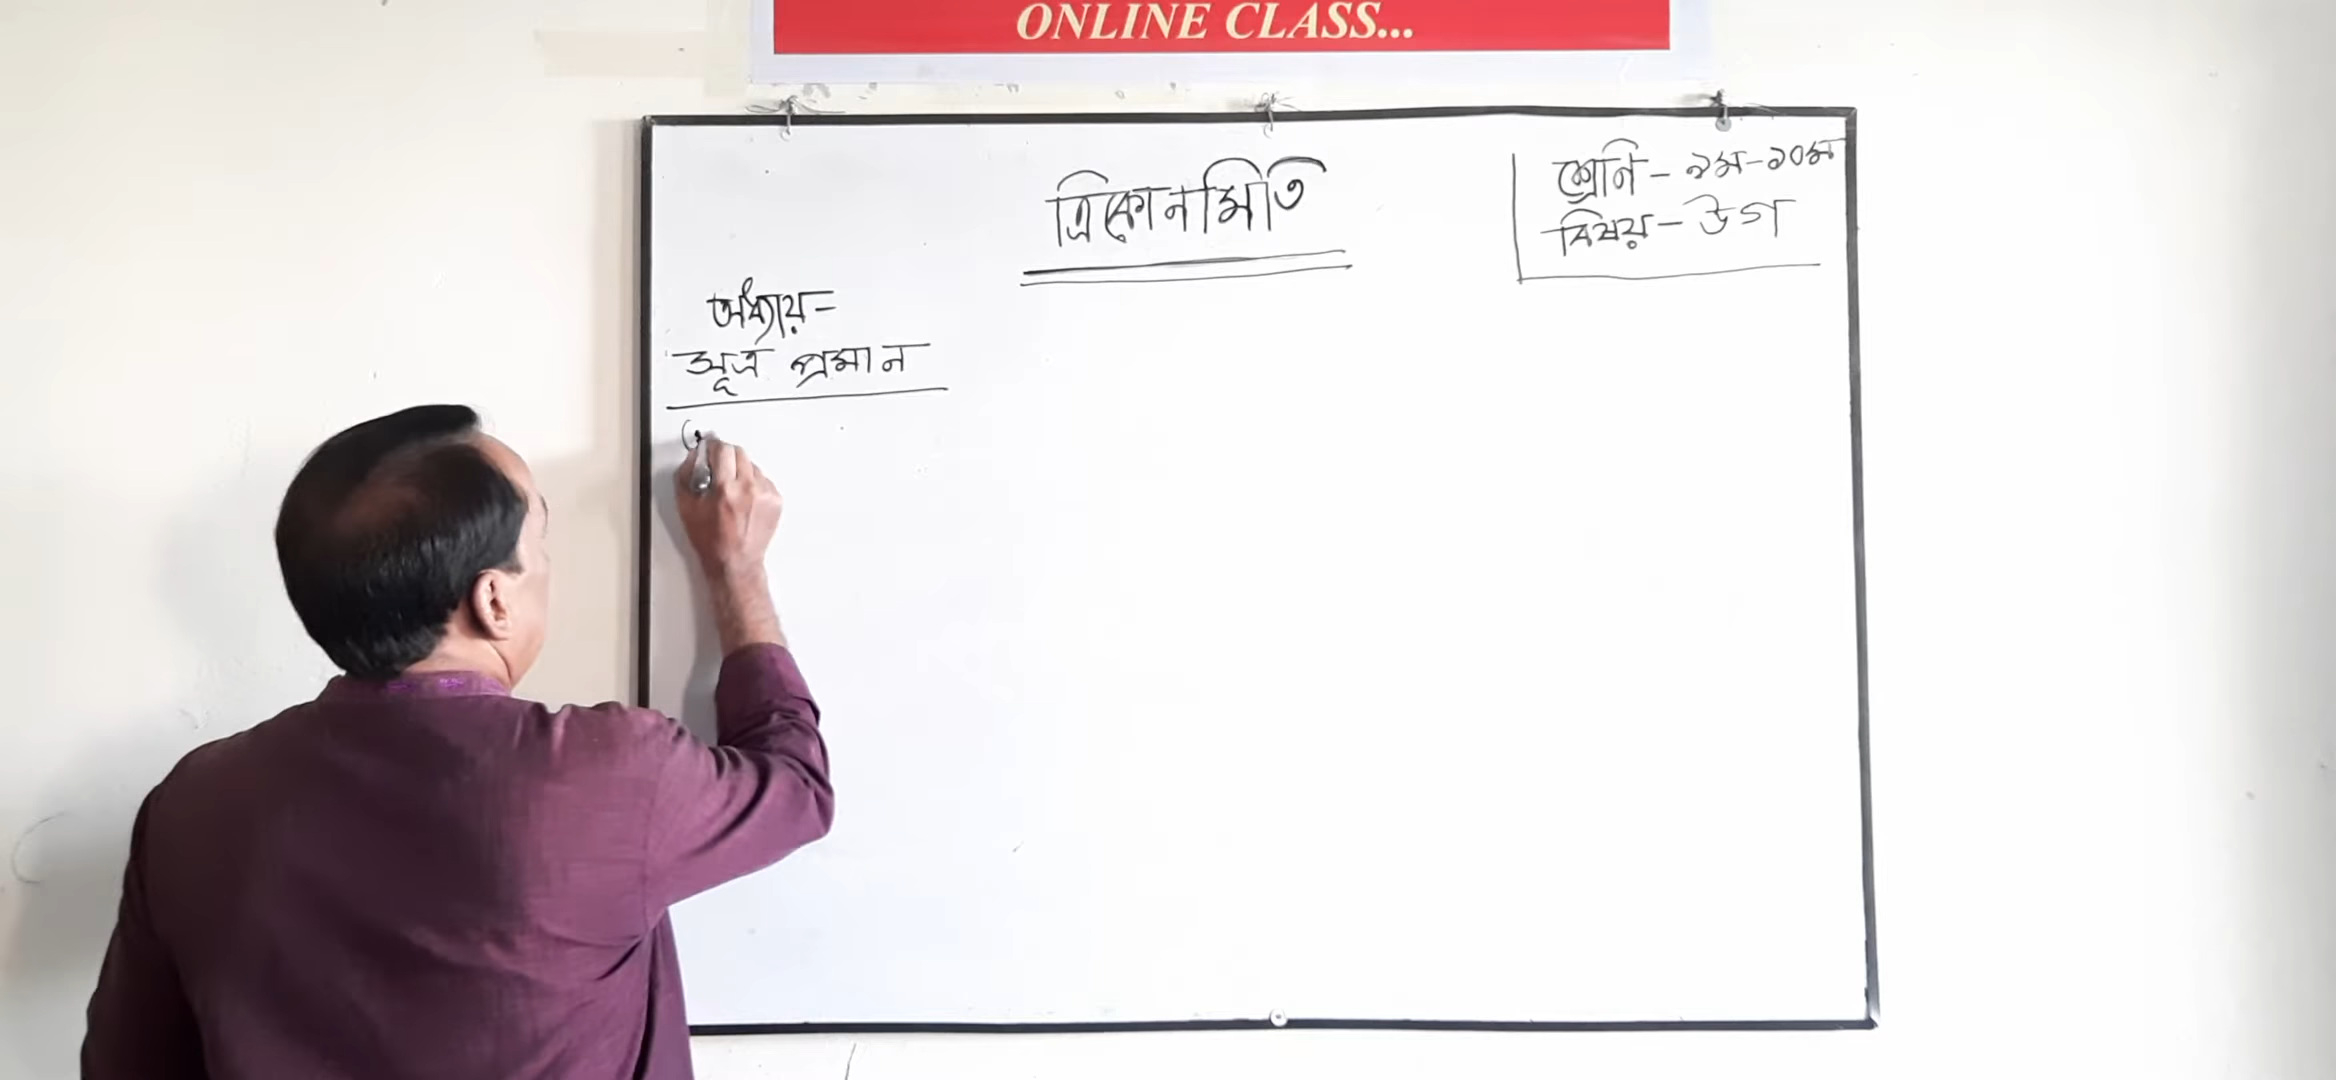 ONLINE CLASS...
ত্রিকোনমিতি
শ্রেনি - ৯ম - ১০ম
বিষয় - উগ
অধ্যায় =
সূত্র প্রমান
(